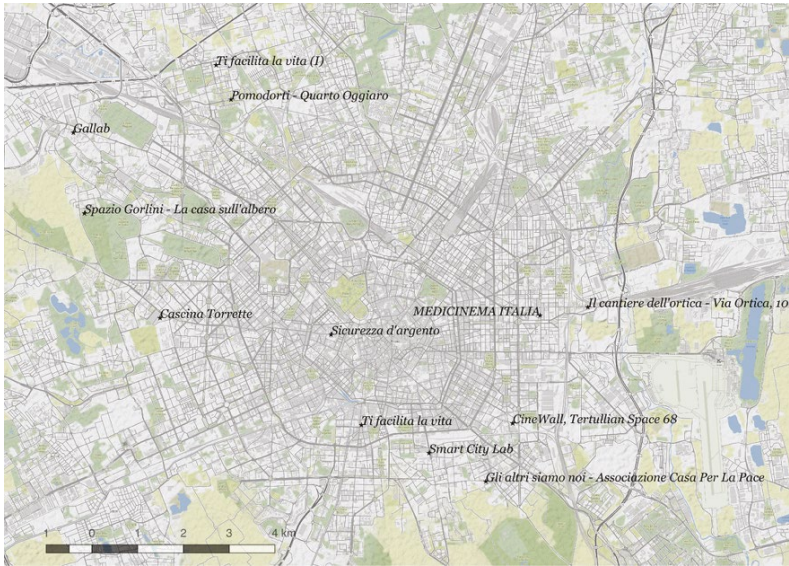 Ti facilita la vita (I)
Pomodorti - Quarto Oggiaro
Gallab
Spazio Gorlini - La casa sull'albero
Il cantiere dell'ortica - Via Ortica, 10
MEDICINEMA ITALIA
Cascina Torrette
Sicurezza d'argento
Ti facilita la vita
CineWall, Tertullian Space 68
Smart City Lab
Gli altri siamo noi - Associazione Casa Per La Pace
1 0 1 2 3 4 km